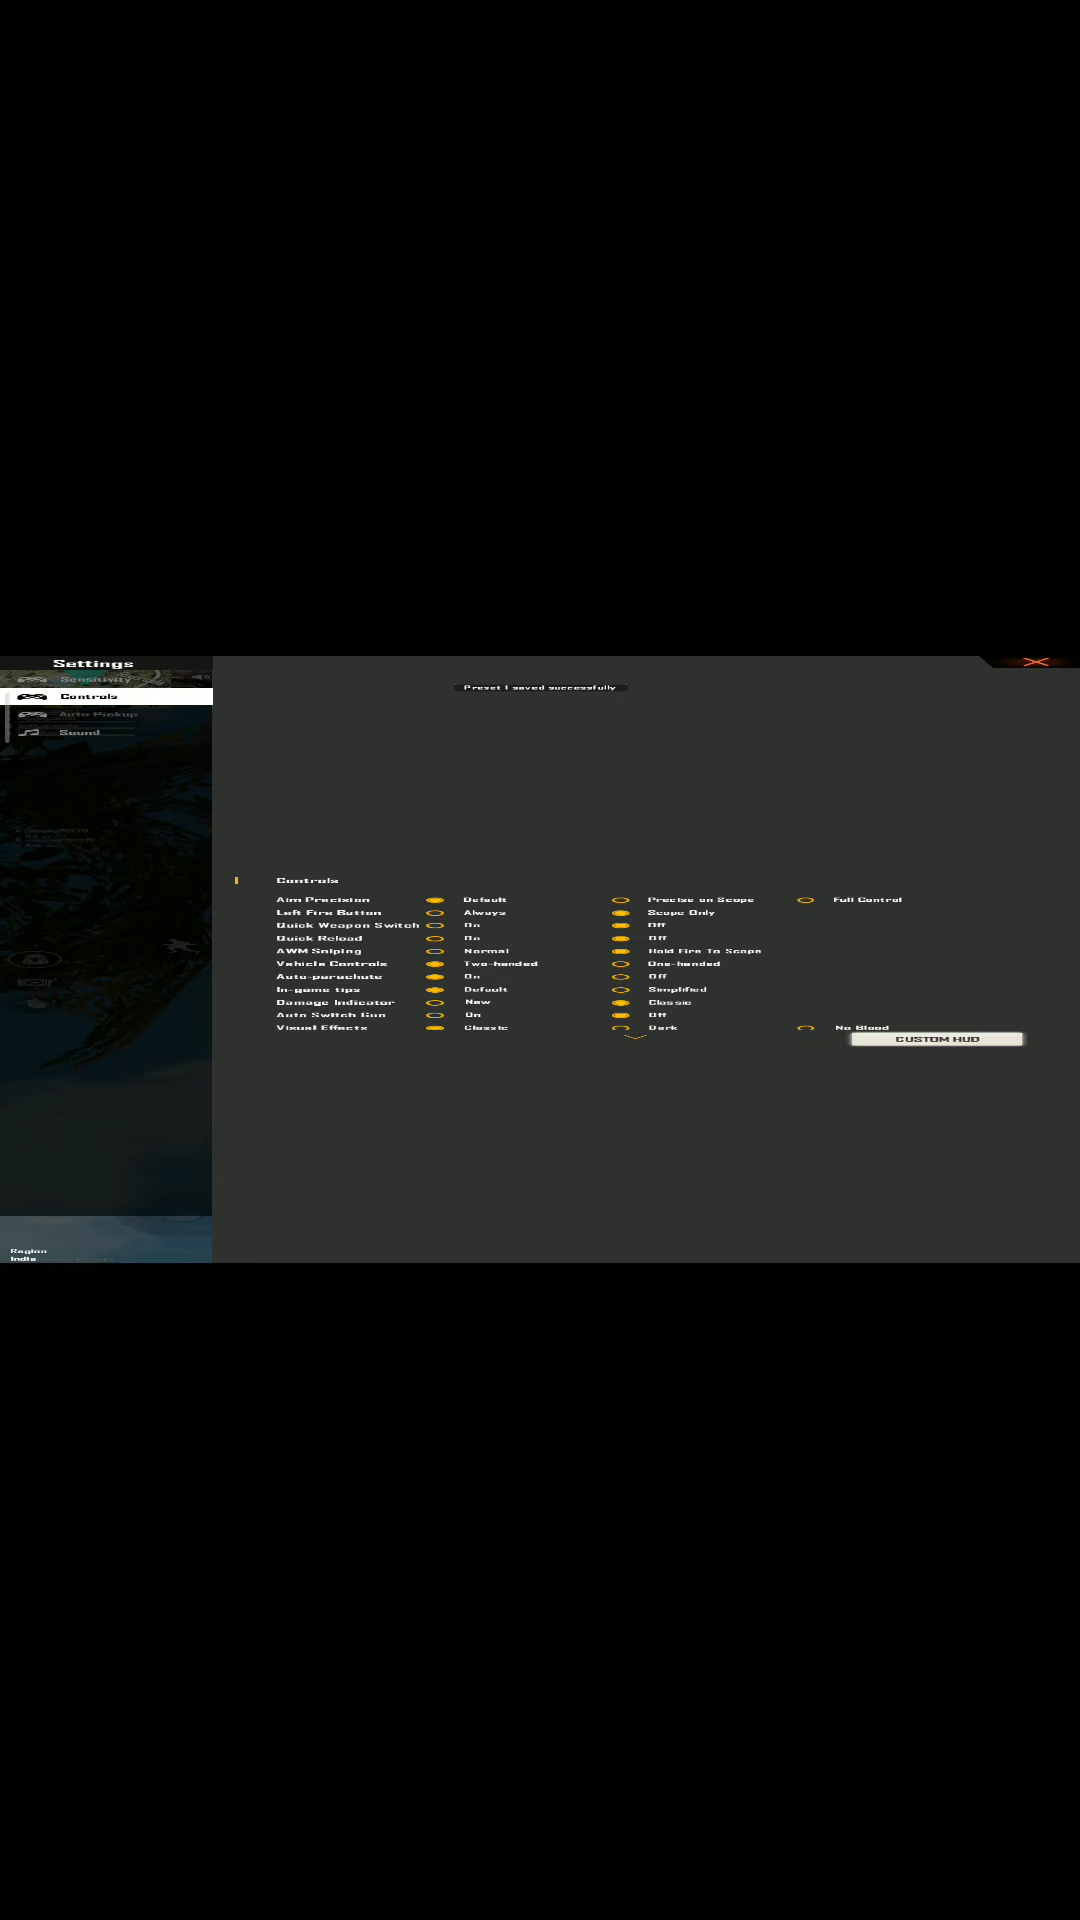 Settings
Sensitivity
Controls
Auto Pickup
Sound
Preset 1 saved successfully
Controls
Aim Precision Default Precise on Scope Full Control
Left Fire Button Always Scope Only
Quick Weapon Switch On Off
Quick Reload On Off
AWM Sniping Normal Hold Fire To Scope
Vehicle Controls Two-handed One-handed
Auto-parachute On Off
In-game tips Default Simplified
Damage Indicator New Classic
Auto Switch Gun On Off
Visual Effects Classic Dark No Blood
CUSTOM HUD
Region
India